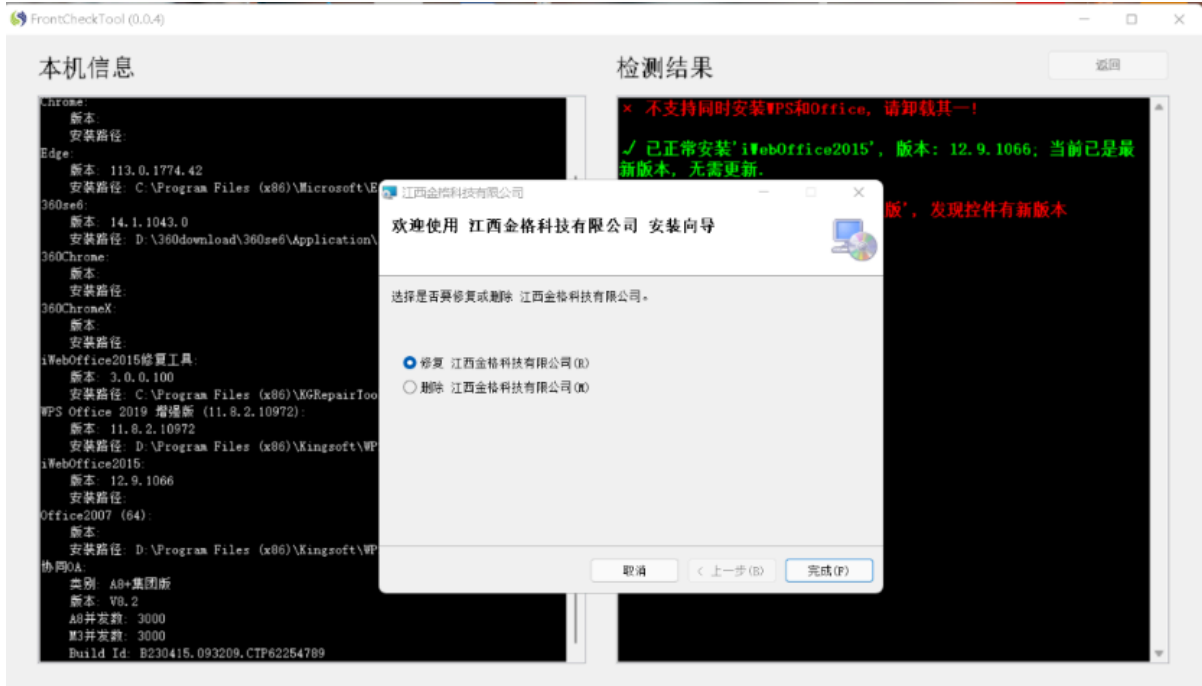 FrontCheckTool (0.0.4)
本机信息
Chrome:
版本:
安装路径:
Edge:
版本: 113.0.1774.42
安装路径: C:\Program Files (x86)\Microsoft\E
360se6:
版本: 14.1.1043.0
安装路径: D:\360download\360se6\Application\
360Chrome:
版本:
安装路径:
360ChromeX:
版本:
安装路径:
iWebOffice2015修复工具:
版本: 3.0.0.100
安装路径: C:\Program Files (x86)\KGRepairToo
WPS Office 2019 增强版 (11.8.2.10972):
版本: 11.8.2.10972
安装路径: D:\Program Files (x86)\Kingsoft\WP
iWebOffice2015:
版本: 12.9.1066
安装路径:
Office2007 (64):
版本:
安装路径: D:\Program Files (x86)\Kingsoft\WP
协同OA:
类别: A8+集团版
版本: V8.2
A8并发数: 3000
M3并发数: 3000
Build Id: B230415.093209.CTP62254789
检测结果
返回
× 不支持同时安装WPS和Office, 请卸载其一!
✓ 已正常安装'iWebOffice2015', 版本: 12.9.1066; 当前已是最
新版本, 无需更新.
版', 发现控件有新版本
江西金格科技有限公司
欢迎使用 江西金格科技有限公司 安装向导
选择是否要修复或删除 江西金格科技有限公司。
修复 江西金格科技有限公司(R)
删除 江西金格科技有限公司(M)
取消
< 上一步(B)
完成(F)